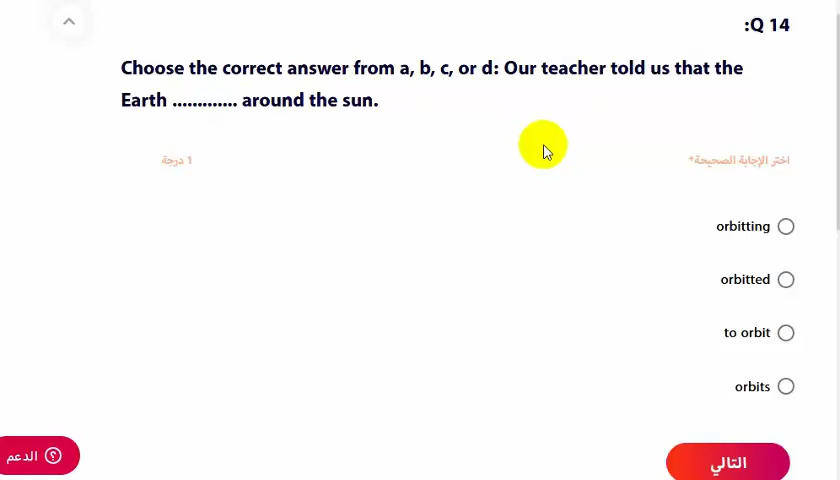 :Q 14
Choose the correct answer from a, b, c, or d: Our teacher told us that the
Earth ............. around the sun.
اختر الإجابة الصحيحة*
1 درجة
orbitting
orbitted
to orbit
orbits
الدعم
التالي